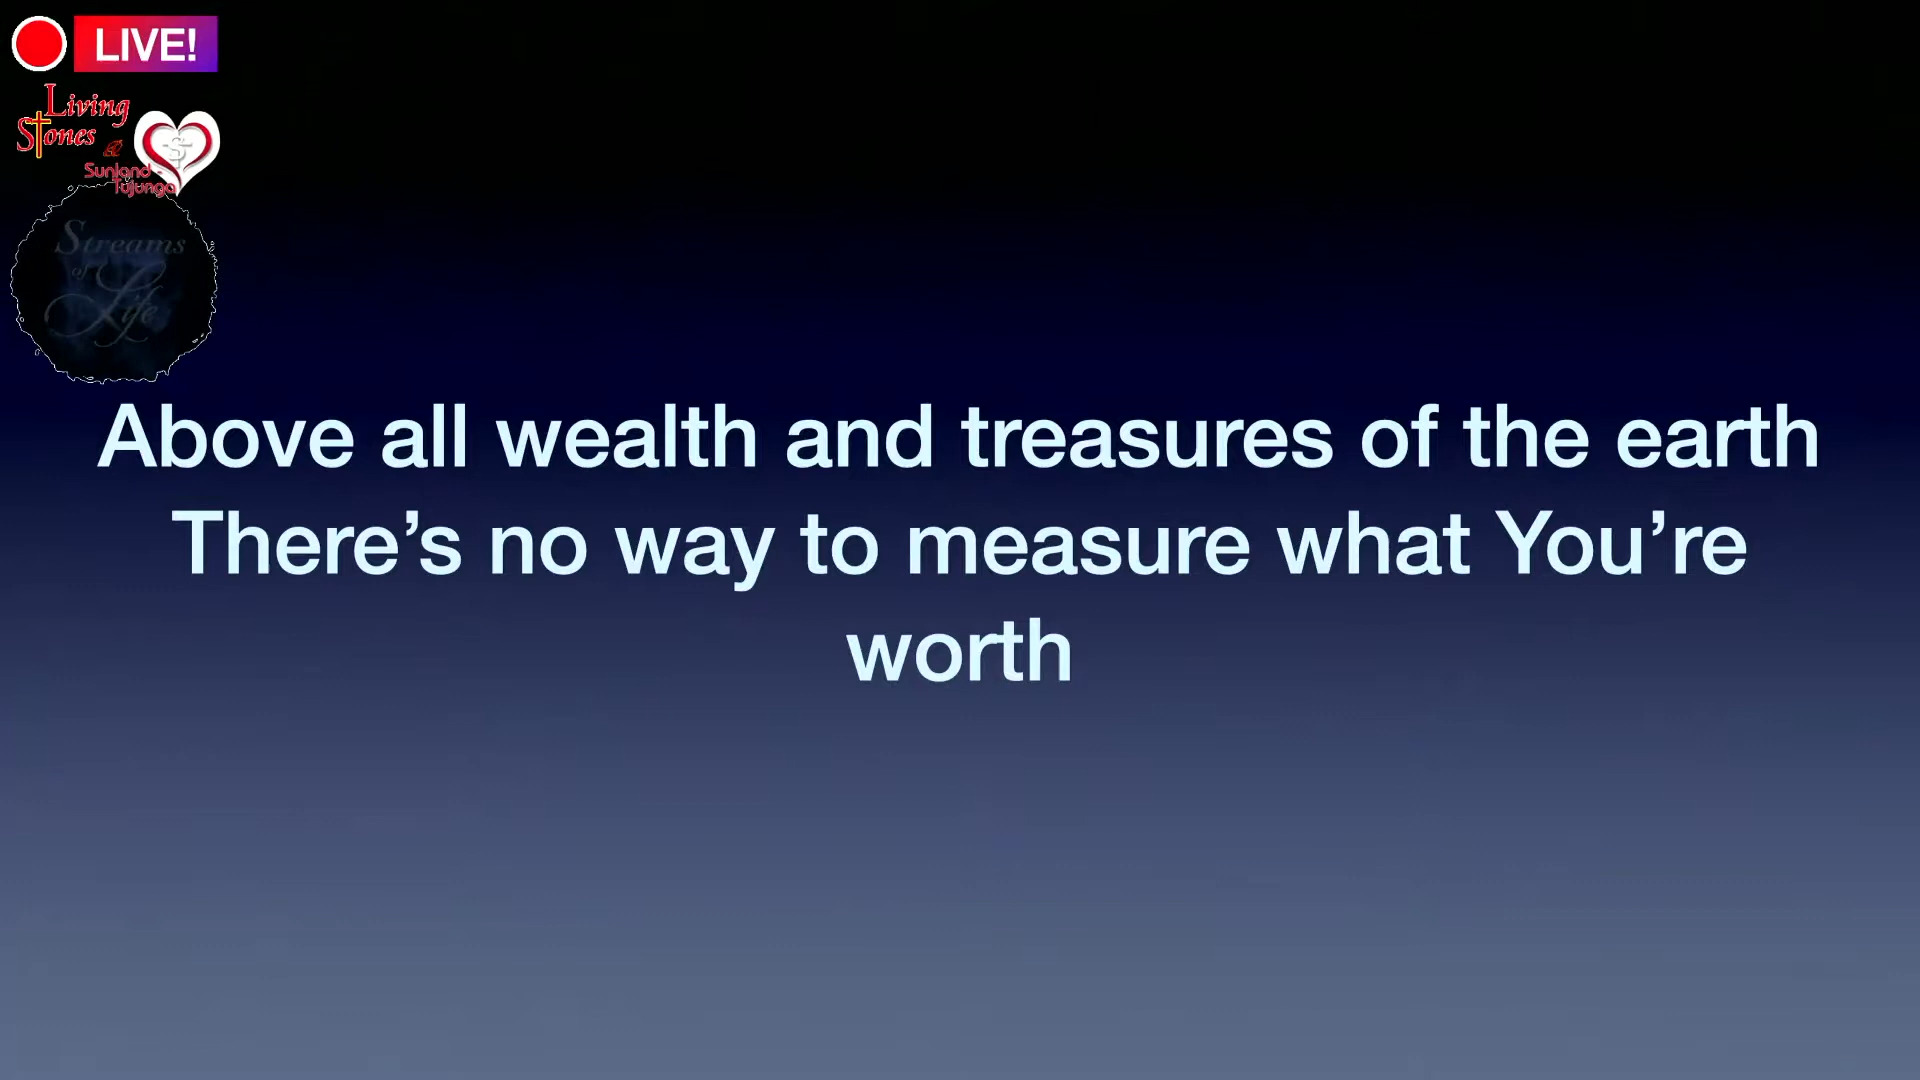 LIVE!
Living
Stones
@
Sunland -
Tujunga
Streams
of
Life
Above all wealth and treasures of the earth
There’s no way to measure what You’re
worth